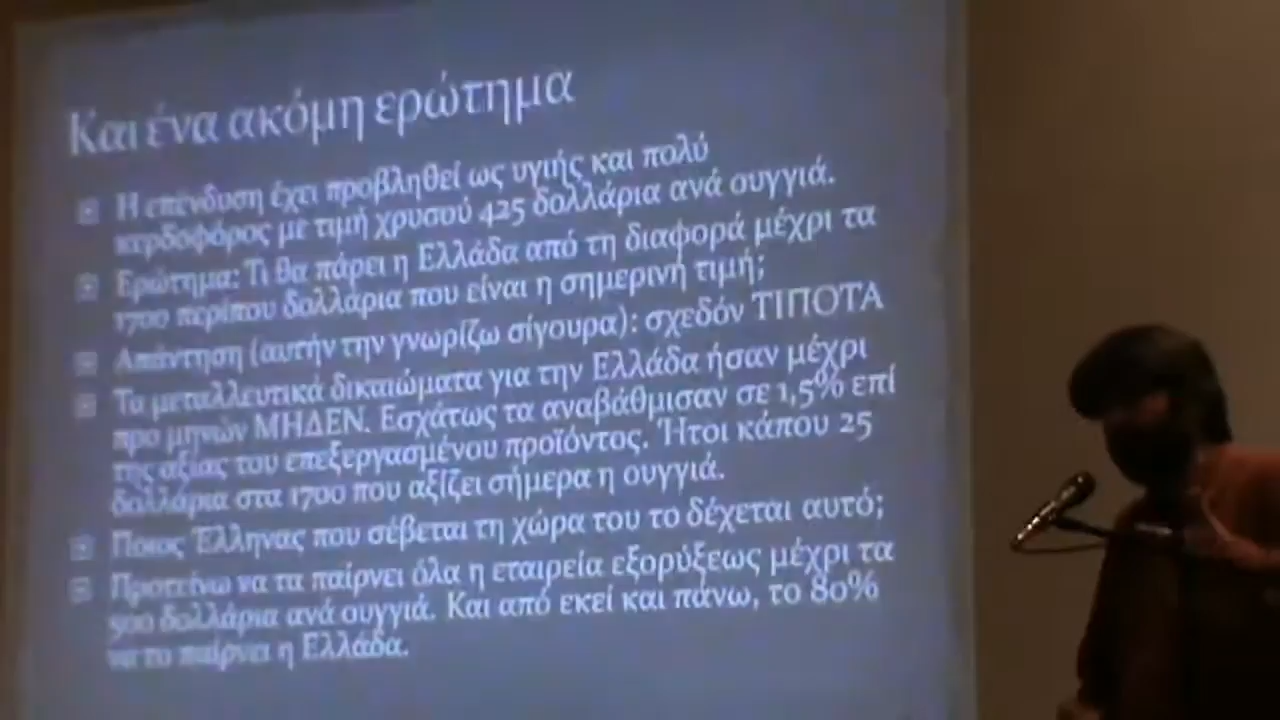 Και ένα ακόμη ερώτημα
Η επένδυση έχει προβληθεί ως υγιής και πολύ
κερδοφόρος με τιμή χρυσού 425 δολλάρια ανά ουγγιά.
Ερώτημα: Τι θα πάρει η Ελλάδα από τη διαφορά μέχρι τα
1700 περίπου δολλάρια που είναι η σημερινή τιμή;
Απάντηση (αυτήν την γνωρίζω σίγουρα): σχεδόν ΤΙΠΟΤΑ
Τα μεταλλευτικά δικαιώματα για την Ελλάδα ήσαν μέχρι
προ μηνών ΜΗΔΕΝ. Εσχάτως τα αναβάθμισαν σε 1,5% επί
της αξίας του επεξεργασμένου προϊόντος. Ήτοι κάπου 25
δολλάρια στα 1700 που αξίζει σήμερα η ουγγιά.
Ποιος Έλληνας που σέβεται τη χώρα του το δέχεται αυτό;
Προτείνω να τα παίρνει όλα η εταιρεία εξορύξεως μέχρι τα
500 δολλάρια ανά ουγγιά. Και από εκεί και πάνω, το 80%
να το παίρνει η Ελλάδα.